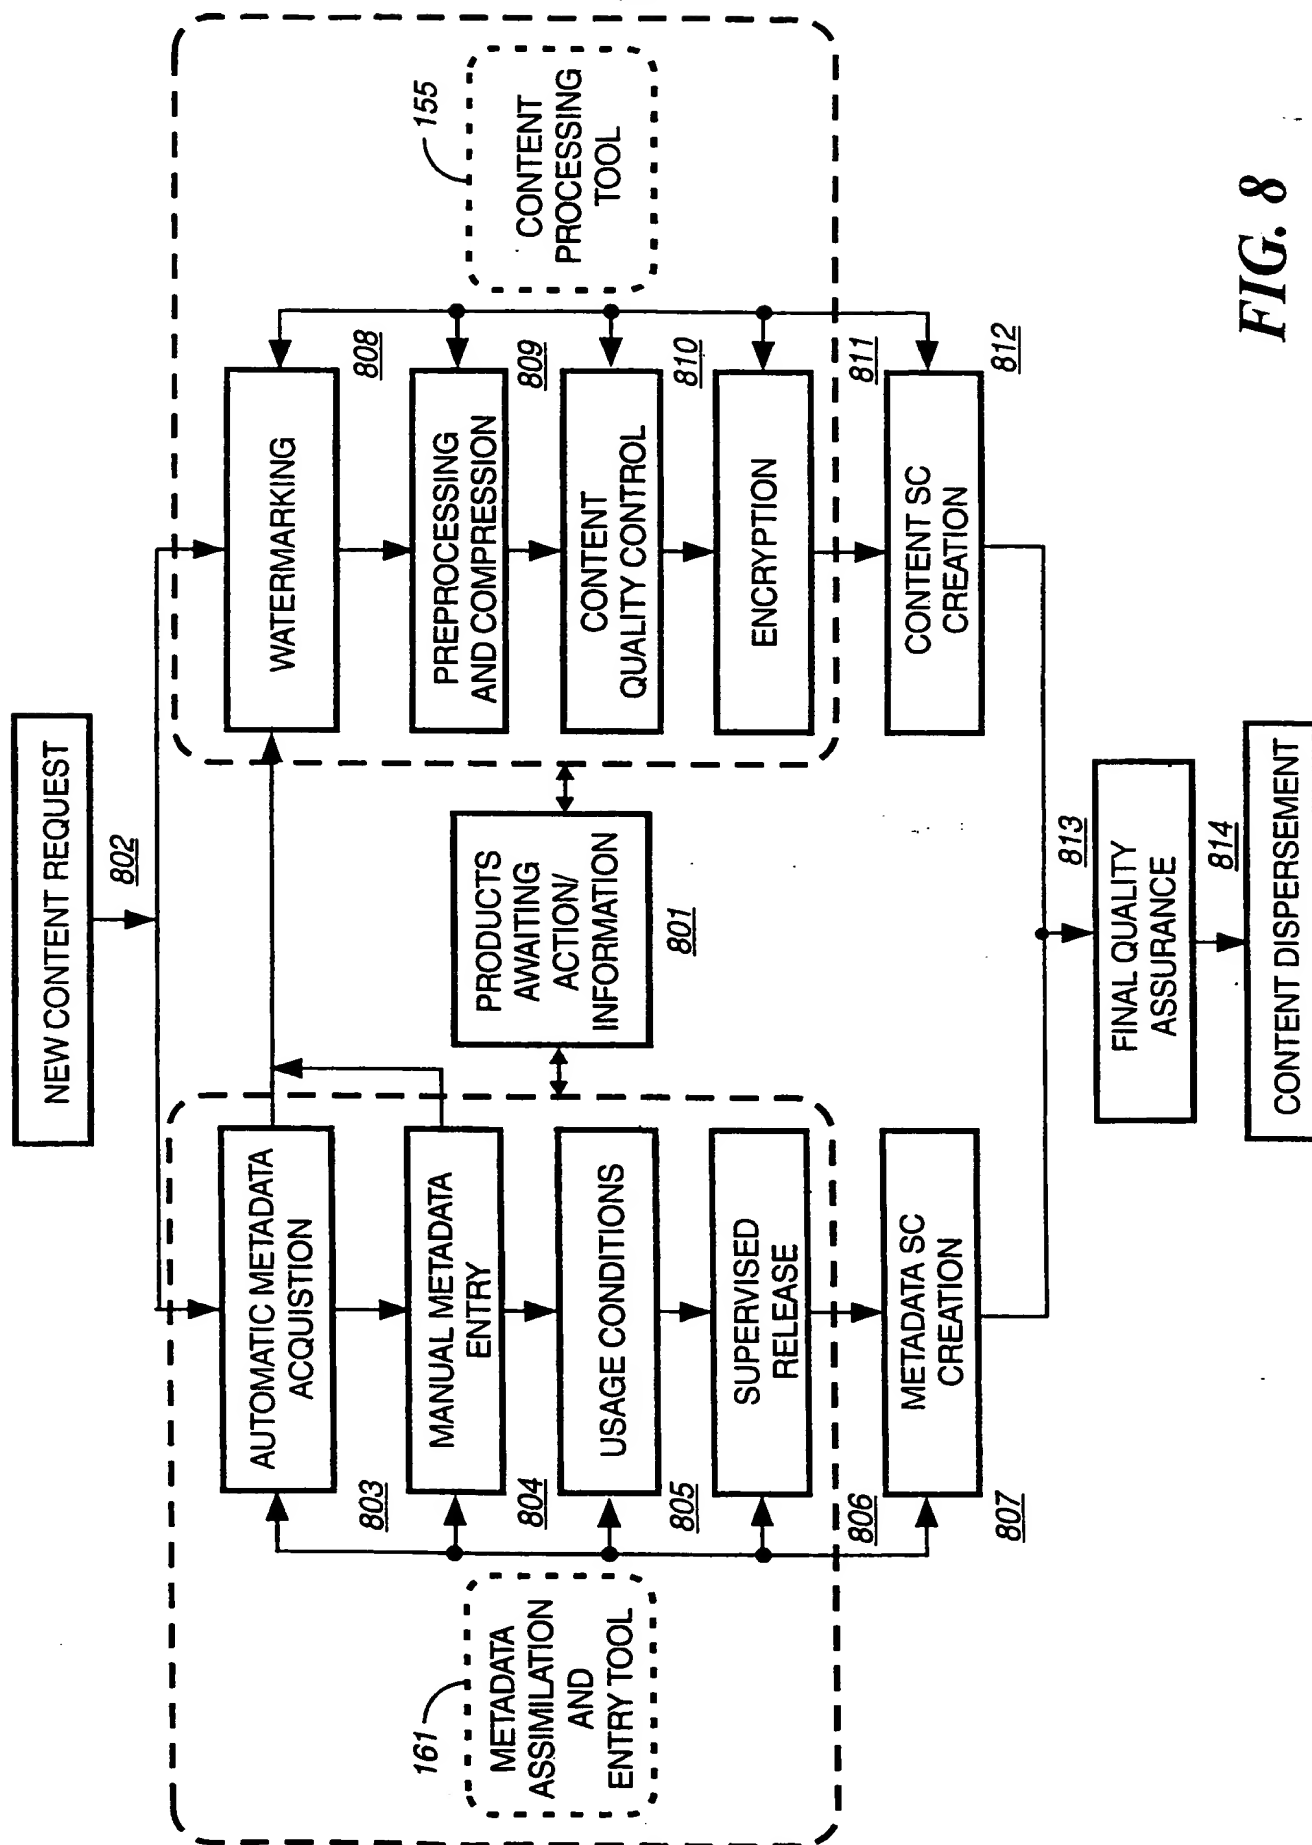 NEW CONTENT REQUEST
802
AUTOMATIC METADATA
ACQUISTION
803
MANUAL METADATA
ENTRY
804
USAGE CONDITIONS
805
SUPERVISED
RELEASE
806
METADATA SC
CREATION
807
161
METADATA
ASSIMILATION
AND
ENTRY TOOL
PRODUCTS
AWAITING
ACTION/
INFORMATION
801
WATERMARKING
808
PREPROCESSING
AND COMPRESSION
809
CONTENT
QUALITY CONTROL
810
ENCRYPTION
811
CONTENT SC
CREATION
812
155
CONTENT
PROCESSING
TOOL
813
FINAL QUALITY
ASSURANCE
814
CONTENT DISPERSEMENT
FIG. 8